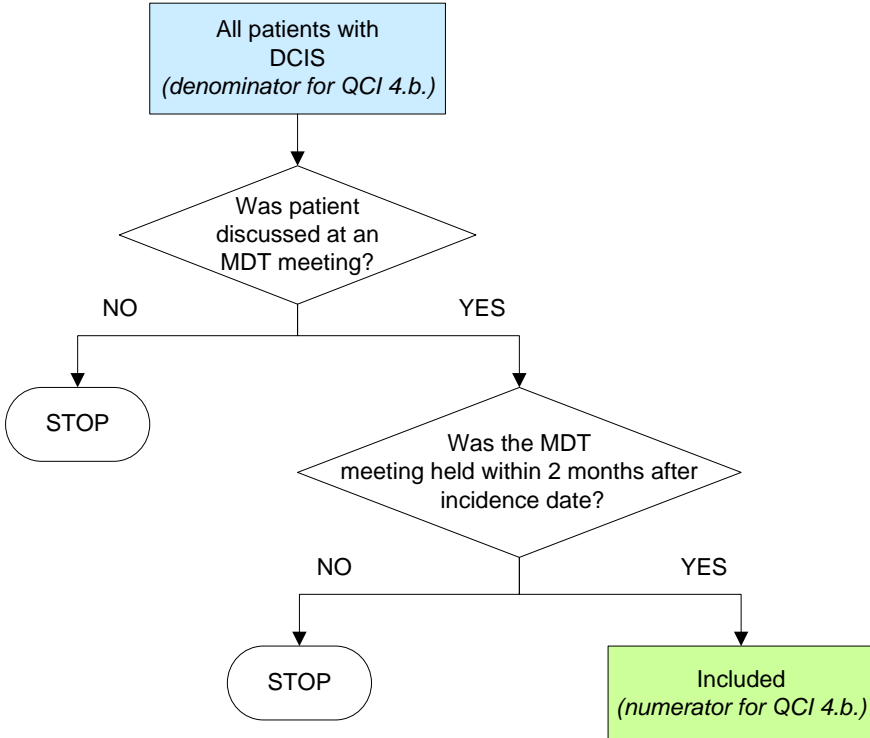 All patients with
DCIS
(denominator for QCI 4.b.)
Was patient
discussed at an
MDT meeting?
NO
YES
STOP
Was the MDT
meeting held within 2 months after
incidence date?
NO
YES
STOP
Included
(numerator for QCI 4.b.)